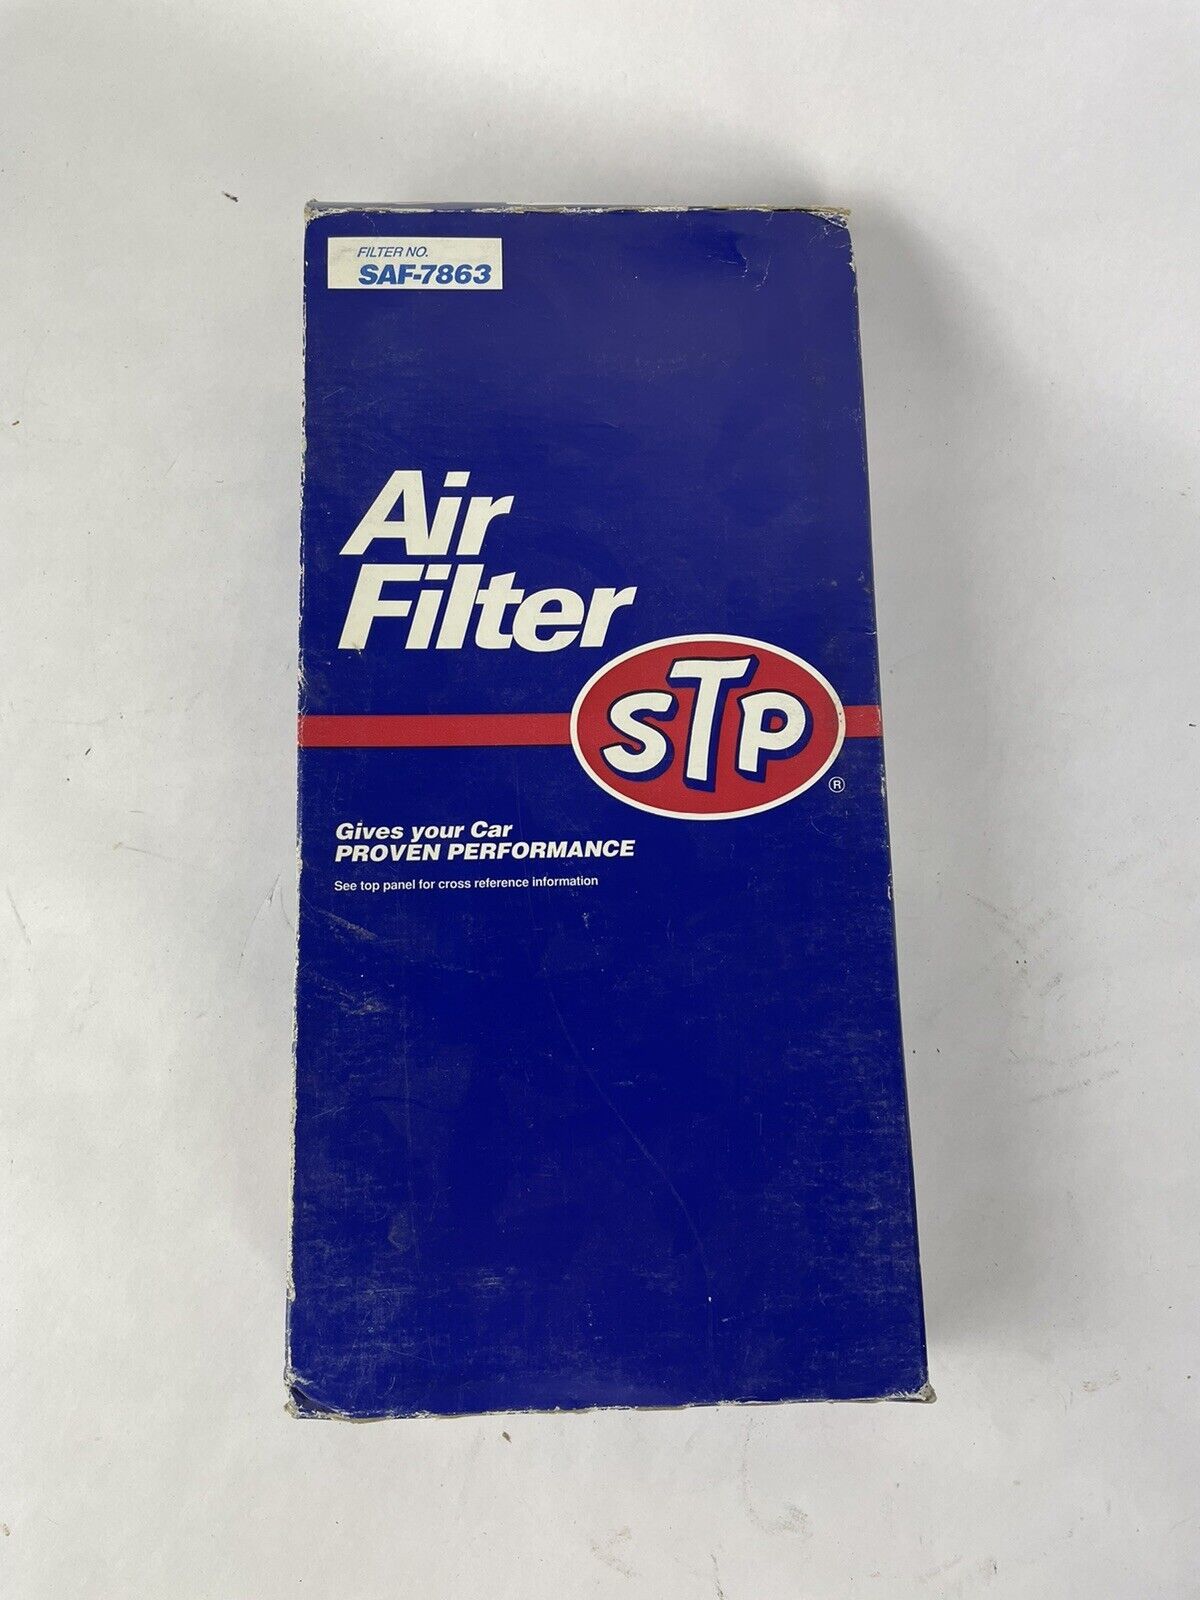 FILTER NO.
SAF-7863
Air
Filter
STP
®
Gives your Car
PROVEN PERFORMANCE
See top panel for cross reference information